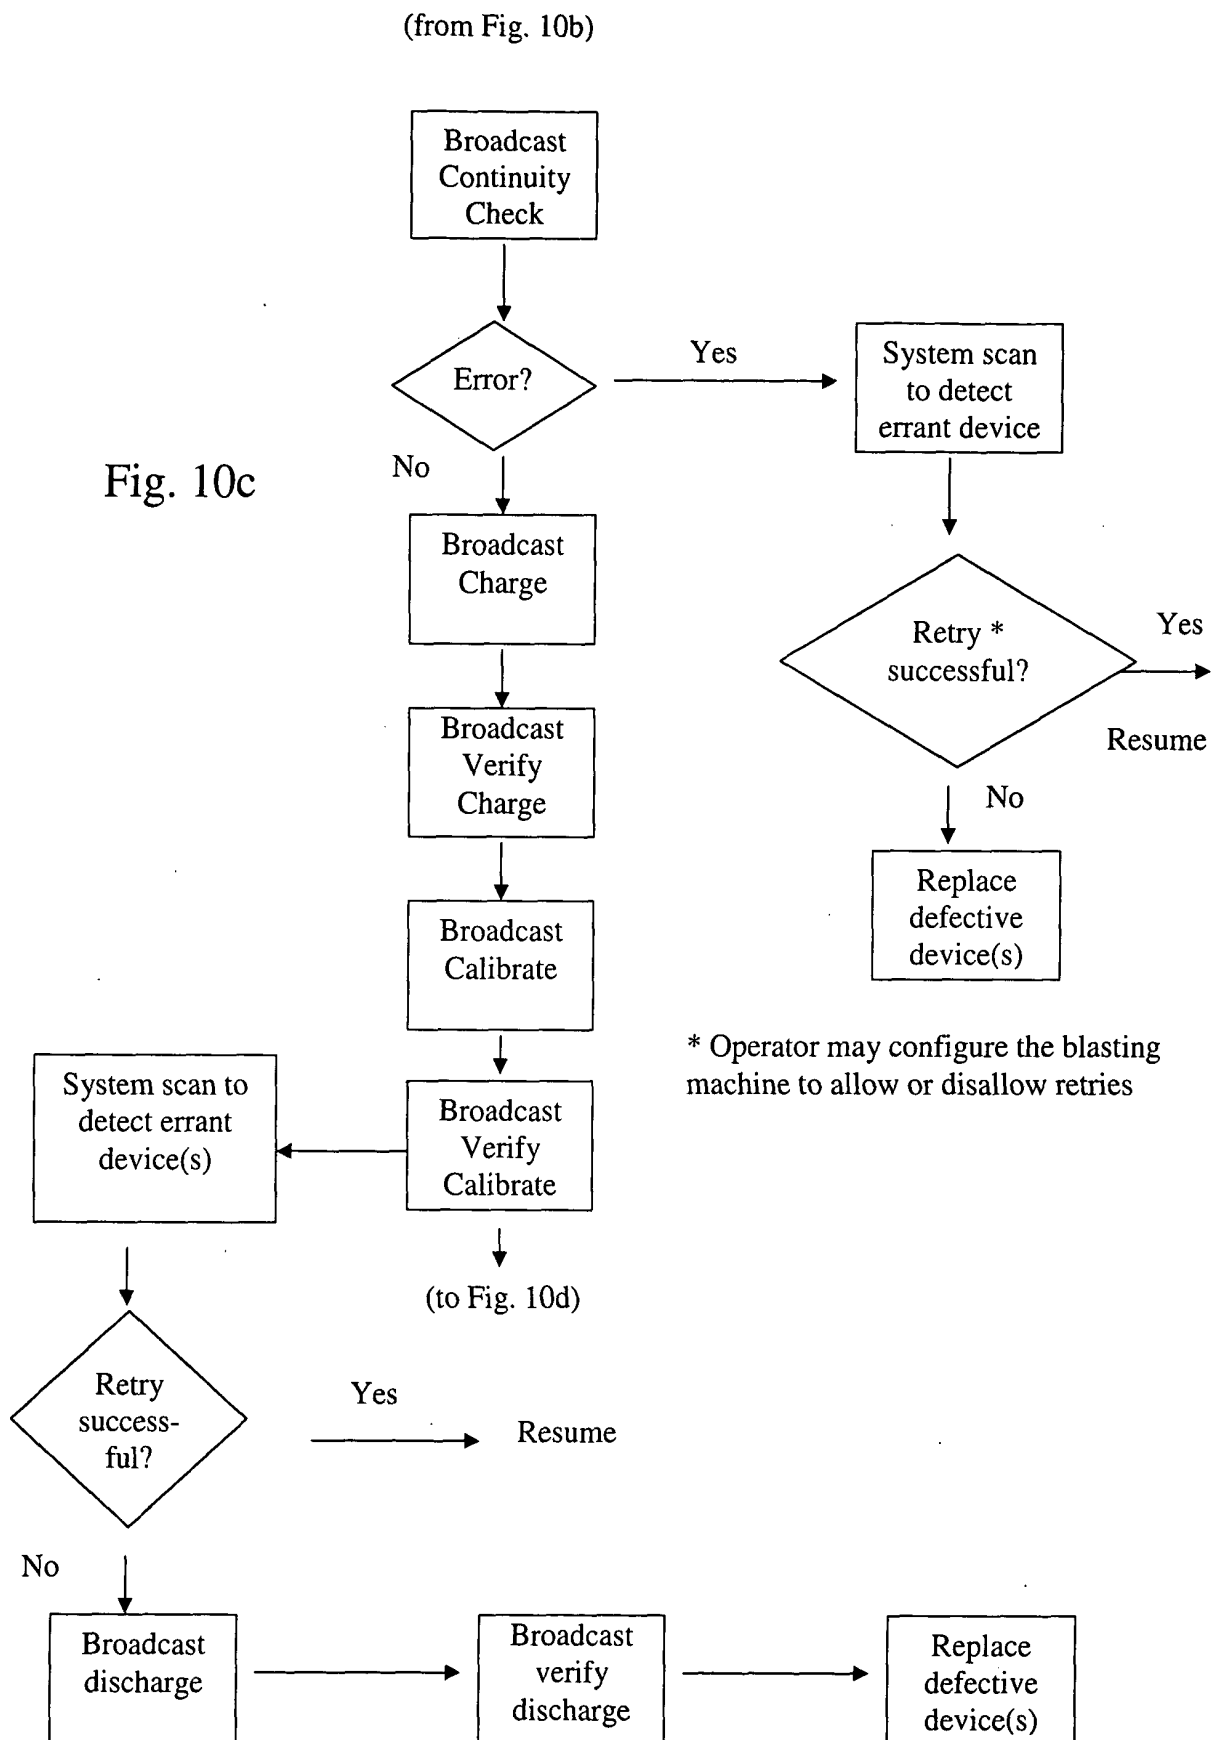 (from Fig. 10b)
Broadcast
Continuity
Check
Error?
Yes
System scan
to detect
errant device
No
Fig. 10c
Broadcast
Charge
Retry *
successful?
Yes
Resume
Broadcast
Verify
Charge
No
Replace
defective
device(s)
Broadcast
Calibrate
* Operator may configure the blasting
machine to allow or disallow retries
System scan to
detect errant
device(s)
Broadcast
Verify
Calibrate
(to Fig. 10d)
Retry
success-
ful?
Yes
Resume
No
Broadcast
discharge
Broadcast
verify
discharge
Replace
defective
device(s)